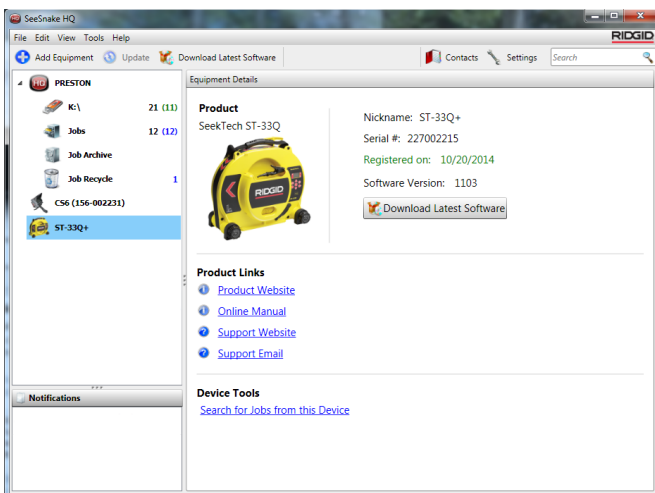 SeeSnake HQ
File Edit View Tools Help
RIDGID
Add Equipment Update Download Latest Software Contacts Settings Search
PRESTON
K:\ 21 (11)
Jobs 12 (12)
Job Archive
Job Recycle 1
CS6 (156-002231)
ST-33Q+
Notifications
Equipment Details
Product
SeekTech ST-33Q
RIDGID
Nickname: ST-33Q+
Serial #: 227002215
Registered on: 10/20/2014
Software Version: 1103
Download Latest Software
Product Links
Product Website
Online Manual
Support Website
Support Email
Device Tools
Search for Jobs from this Device